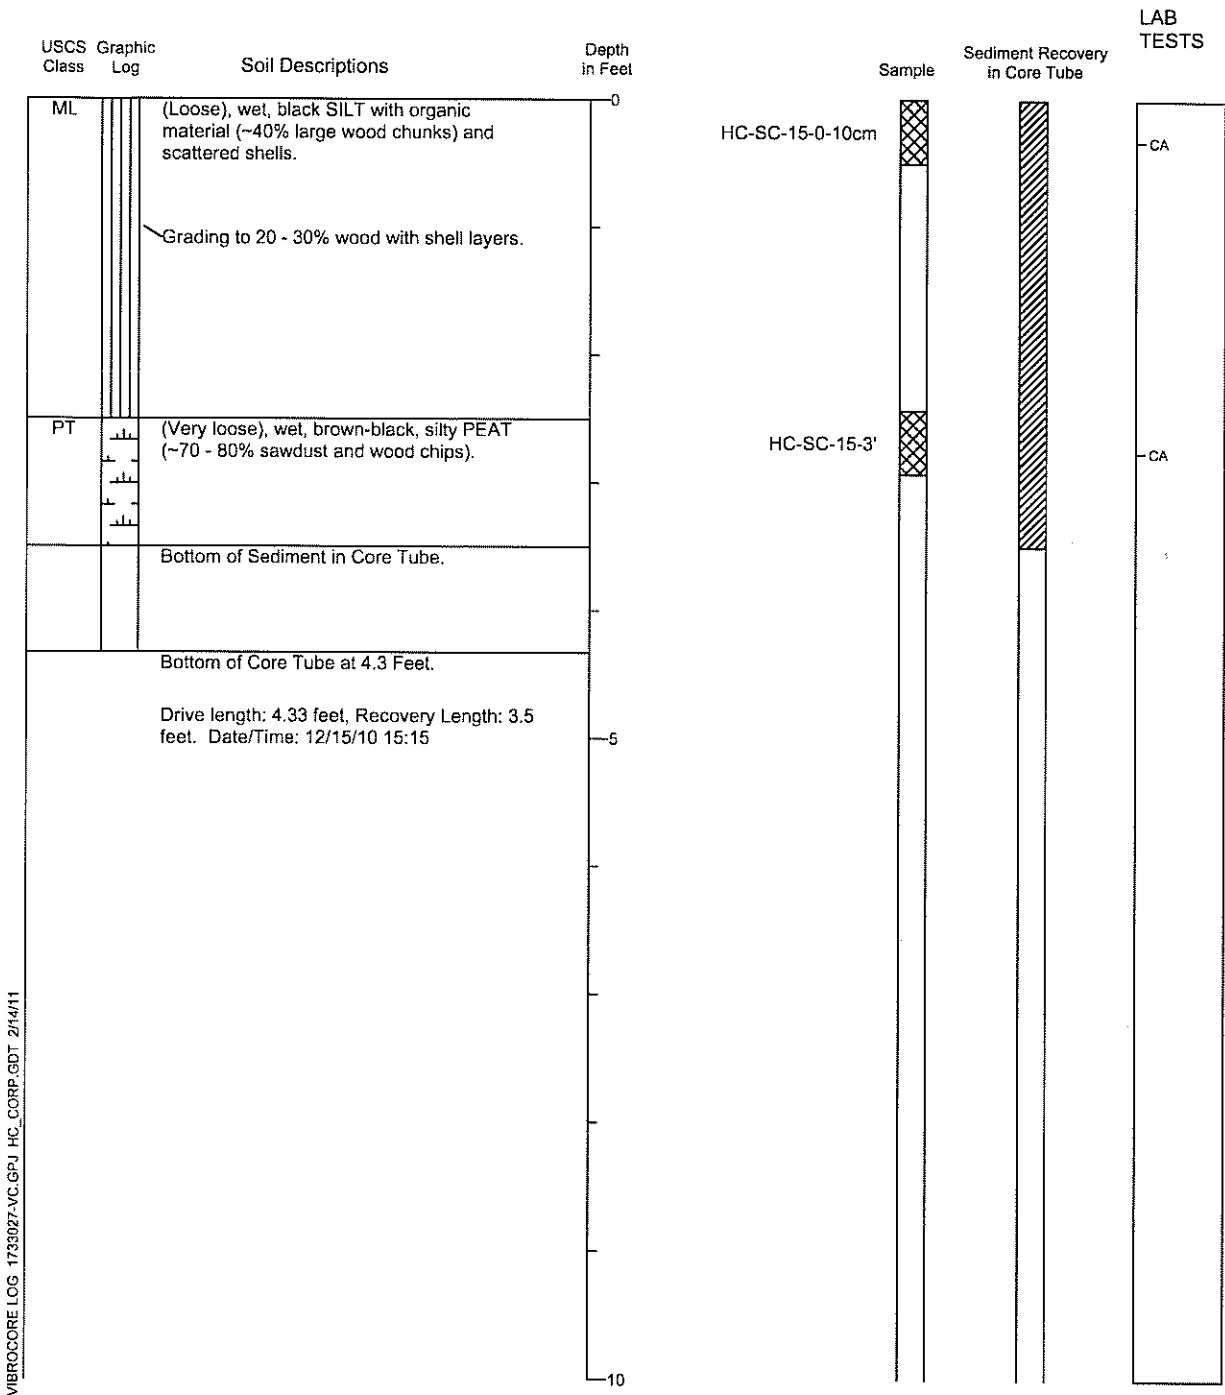 LAB
TESTS
USCS Graphic
Class Log
Soil Descriptions
Depth
in Feet
Sample
Sediment Recovery
in Core Tube
ML
(Loose), wet, black SILT with organic
material (~40% large wood chunks) and
scattered shells.
0
HC-SC-15-0-10cm
CA
Grading to 20 - 30% wood with shell layers.
PT
(Very loose), wet, brown-black, silty PEAT
(~70 - 80% sawdust and wood chips).
HC-SC-15-3'
CA
Bottom of Sediment in Core Tube.
Bottom of Core Tube at 4.3 Feet.
Drive length: 4.33 feet, Recovery Length: 3.5
feet. Date/Time: 12/15/10 15:15
5
10
VIBROCORE LOG 1733027-VC.GPJ HC_CORP.GDT 2/14/11